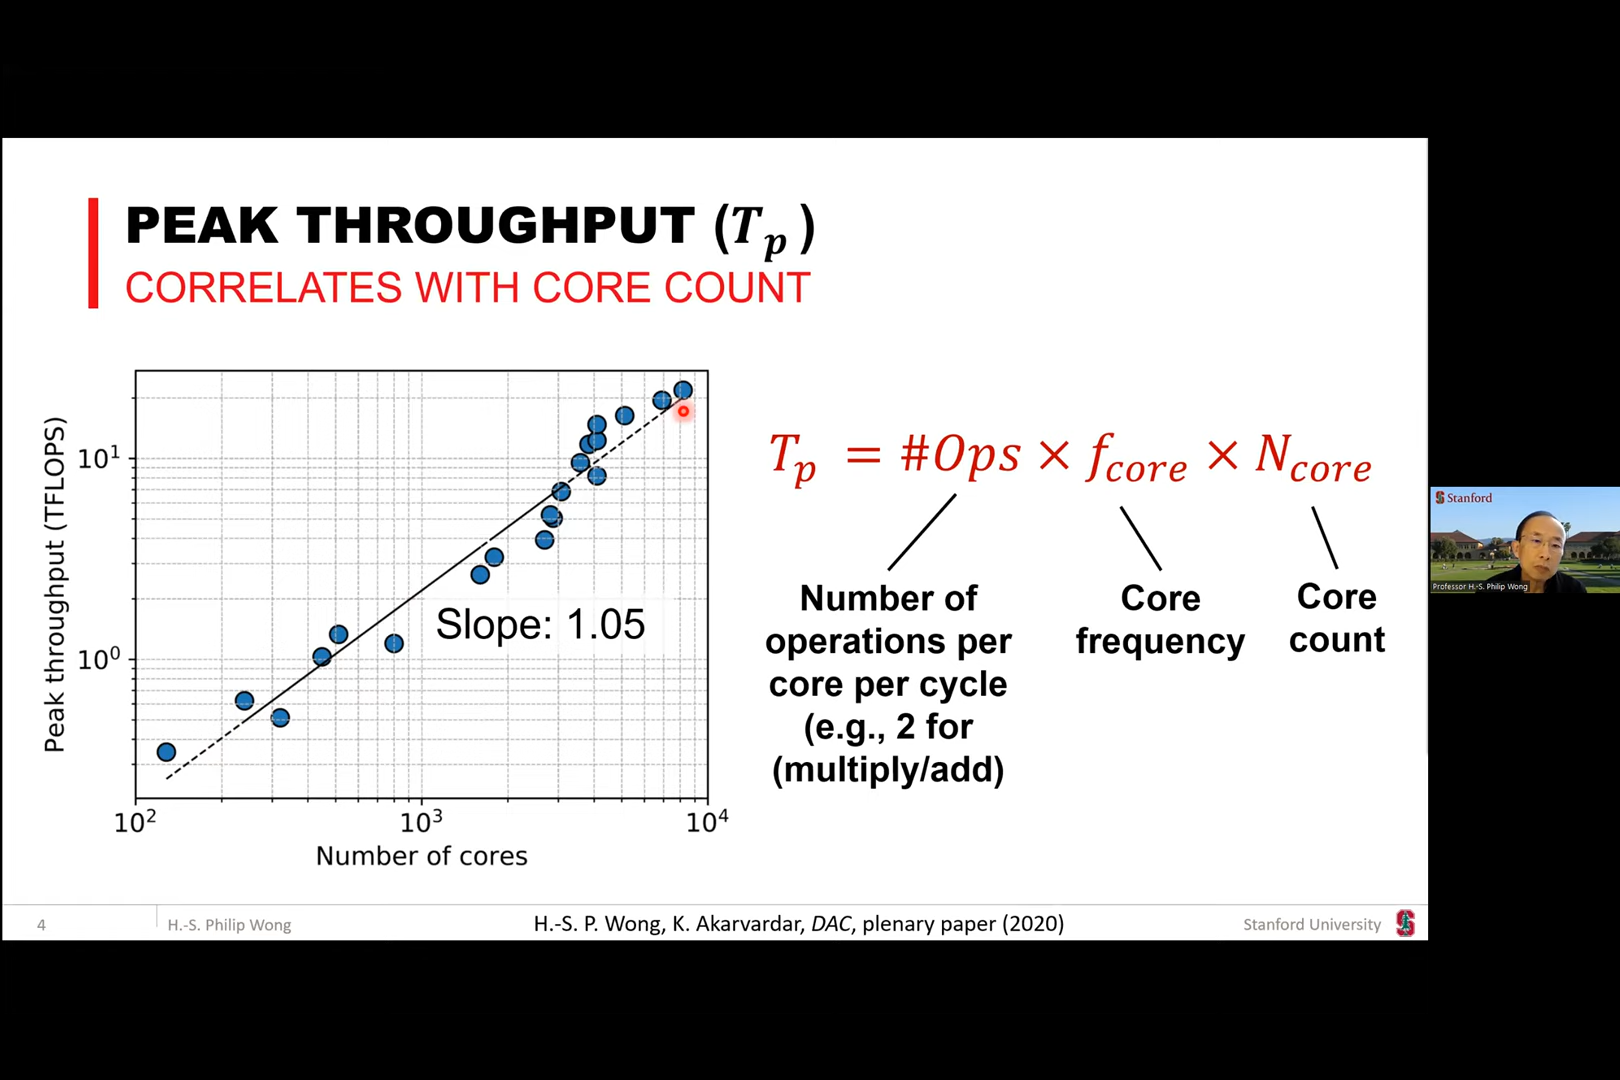 PEAK THROUGHPUT (Tₚ)
CORRELATES WITH CORE COUNT
Peak throughput (TFLOPS)
10¹
10⁰
Slope: 1.05
10² 10³ 10⁴
Number of cores
Tₚ = #Ops × f_core × N_core
Number of
operations per
core per cycle
(e.g., 2 for
(multiply/add)
Core
frequency
Core
count
Stanford
Professor H.-S. Philip Wong
4
H.-S. Philip Wong
H.-S. P. Wong, K. Akarvardar, DAC, plenary paper (2020)
Stanford University
S